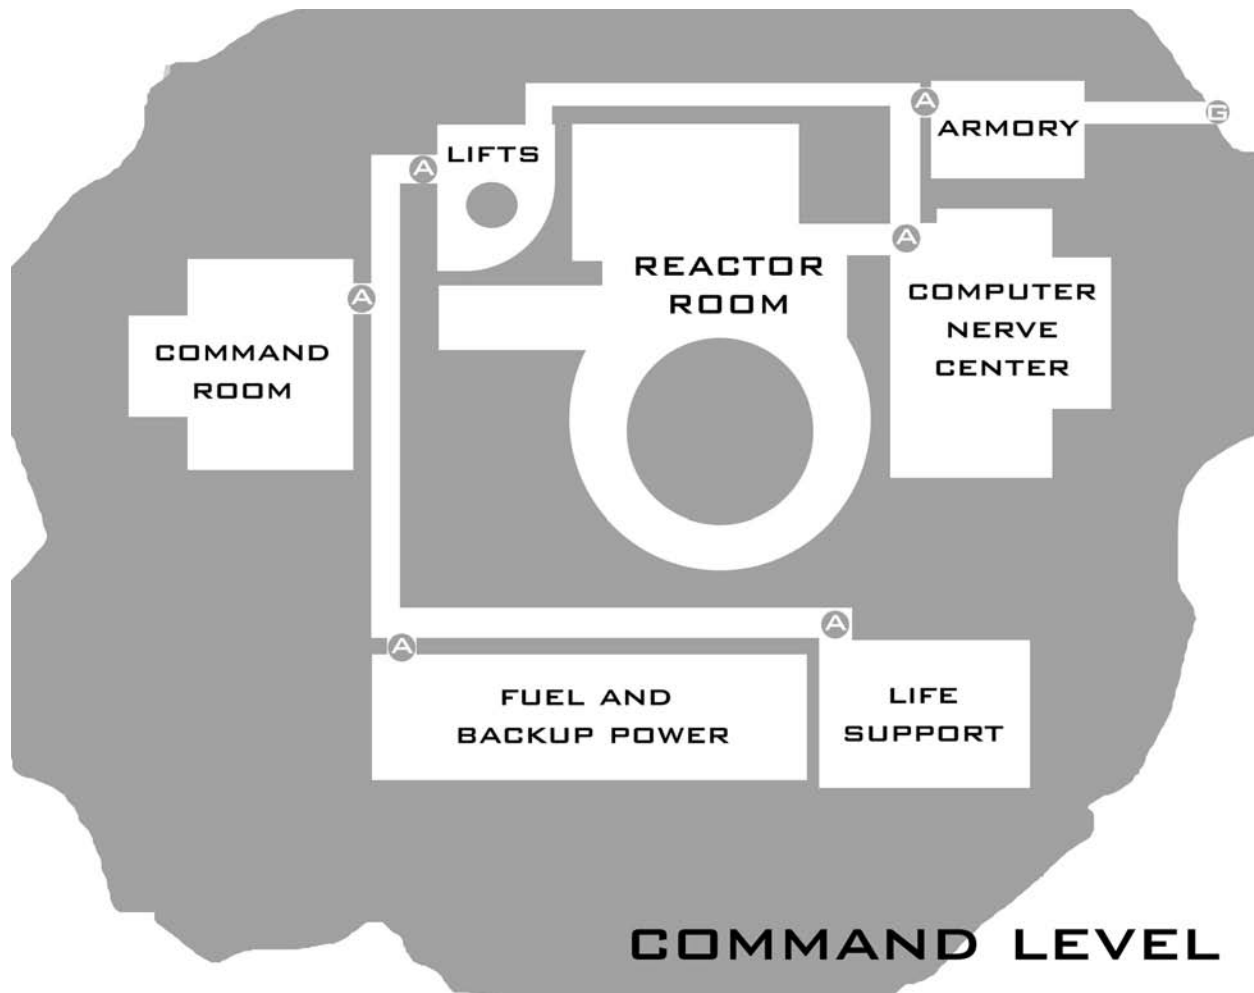 A
ARMORY
G
LIFTS
A
A
REACTOR
ROOM
COMPUTER
NERVE
CENTER
A
COMMAND
ROOM
A
A
FUEL AND
BACKUP POWER
LIFE
SUPPORT
COMMAND LEVEL